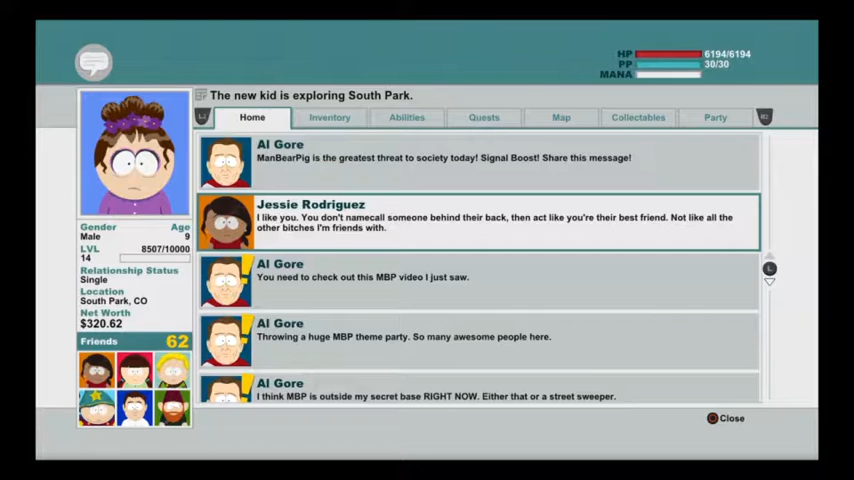 HP 6194/6194
PP 30/30
MANA
The new kid is exploring South Park.
L2 Home Inventory Abilities Quests Map Collectables Party R2
Al Gore
ManBearPig is the greatest threat to society today! Signal Boost! Share this message!
Jessie Rodriguez
I like you. You don't namecall someone behind their back, then act like you're their best friend. Not like all the
other bitches I'm friends with.
Al Gore
You need to check out this MBP video I just saw.
Al Gore
Throwing a huge MBP theme party. So many awesome people here.
Al Gore
I think MBP is outside my secret base RIGHT NOW. Either that or a street sweeper.
Gender Age
Male 9
LVL 8507/10000
14
Relationship Status
Single
Location
South Park, CO
Net Worth
$320.62
Friends 62
L
Close